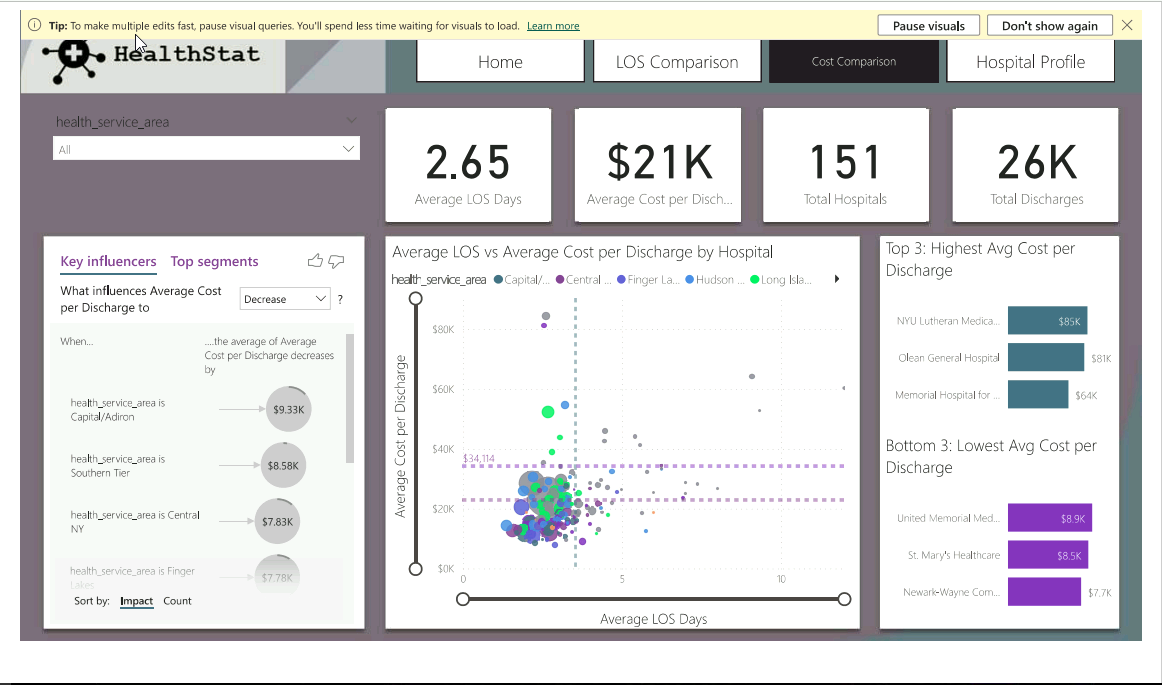 Tip: To make multiple edits fast, pause visual queries. You'll spend less time waiting for visuals to load. Learn more
Pause visuals
Don't show again
HealthStat
Home
LOS Comparison
Cost Comparison
Hospital Profile
health_service_area
All
2.65
Average LOS Days
$21K
Average Cost per Disch...
151
Total Hospitals
26K
Total Discharges
Key influencers Top segments
What influences Average Cost
per Discharge to
Decrease
?
When...
....the average of Average
Cost per Discharge decreases
by
health_service_area is
Capital/Adiron
$9.33K
health_service_area is
Southern Tier
$8.58K
health_service_area is Central
NY
$7.83K
health_service_area is Finger
Lakes
$7.78K
Sort by: Impact Count
Average LOS vs Average Cost per Discharge by Hospital
health_service_area Capital/... Central ... Finger La... Hudson ... Long Isla...
Average Cost per Discharge
$80K
$60K
$40K
$34,114
$20K
$0K
0 5 10
Average LOS Days
Top 3: Highest Avg Cost per
Discharge
NYU Lutheran Medica... $85K
Olean General Hospital $81K
Memorial Hospital for ... $64K
Bottom 3: Lowest Avg Cost per
Discharge
United Memorial Med... $8.9K
St. Mary's Healthcare $8.5K
Newark-Wayne Com... $7.7K